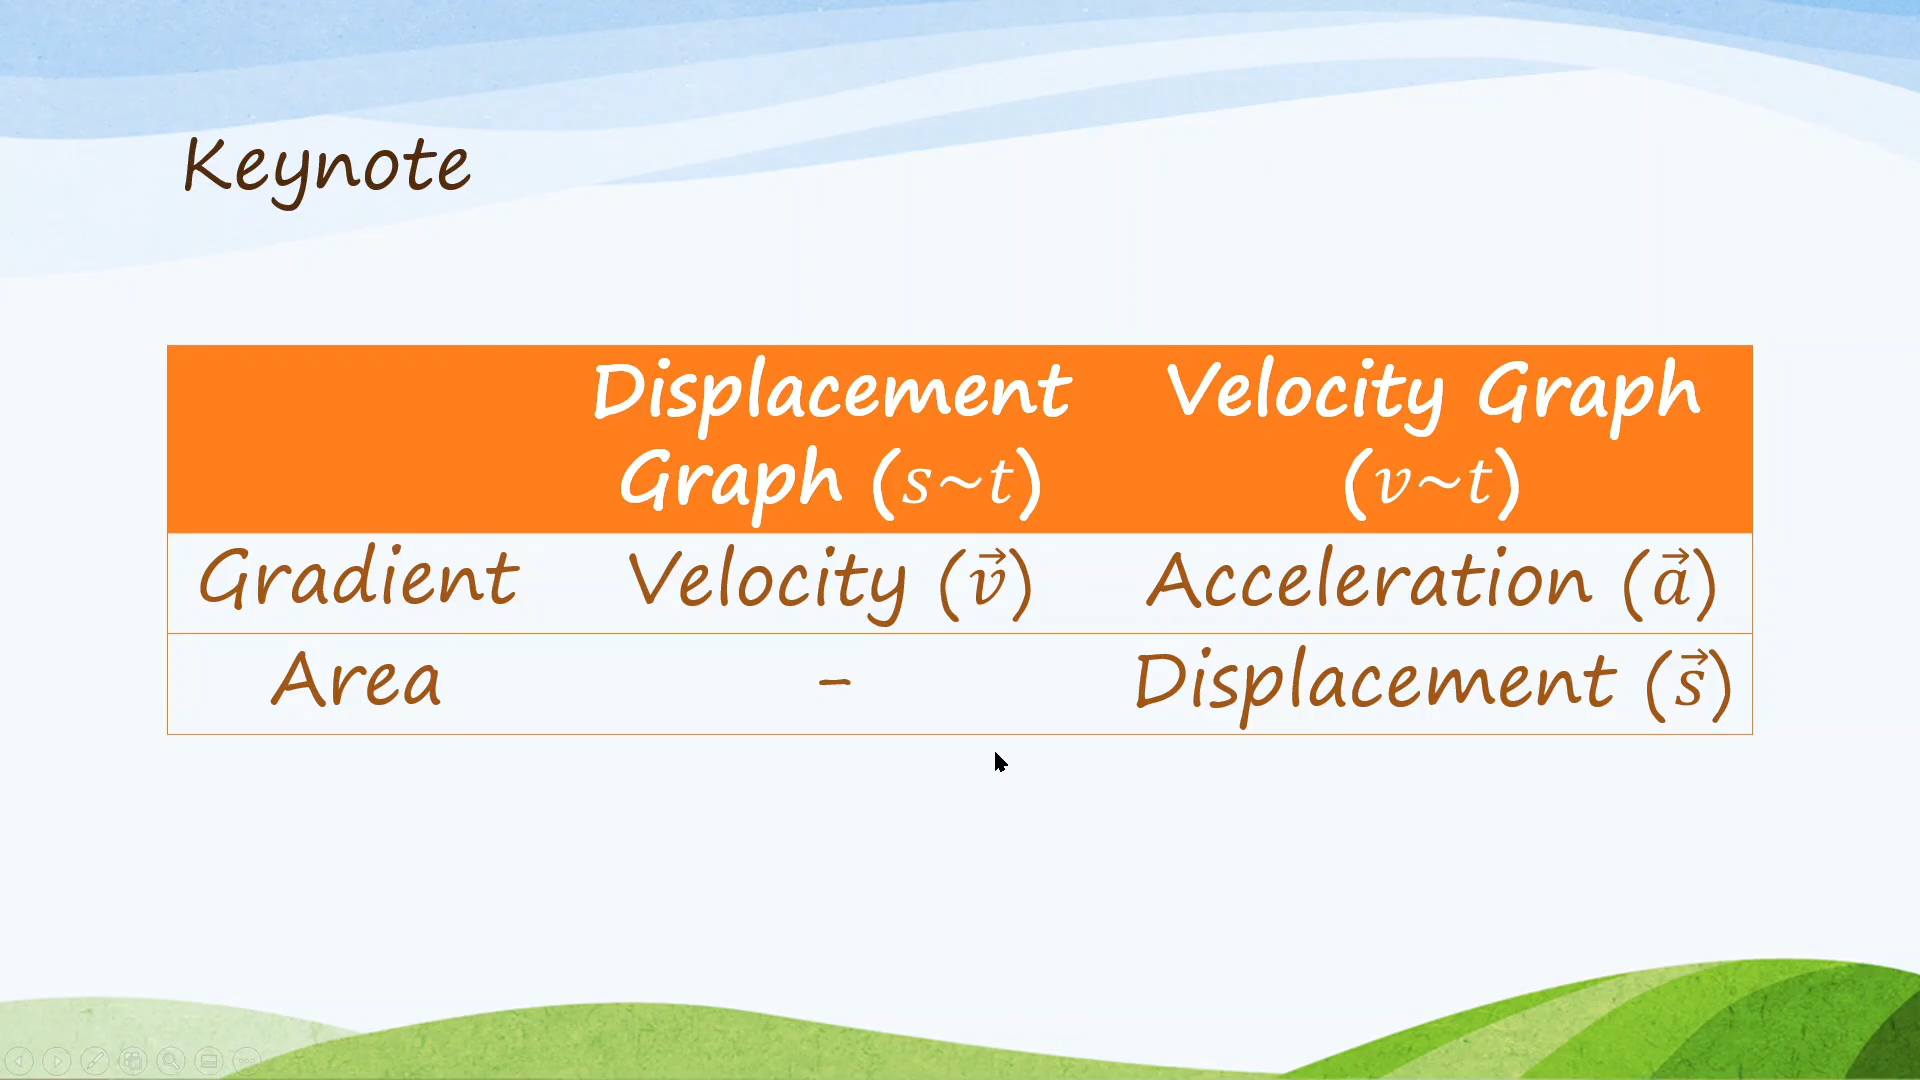 Keynote
Displacement
Graph (s~t)
Velocity Graph
(v~t)
Gradient
Velocity (v⃗)
Acceleration (a⃗)
Area
-
Displacement (s⃗)